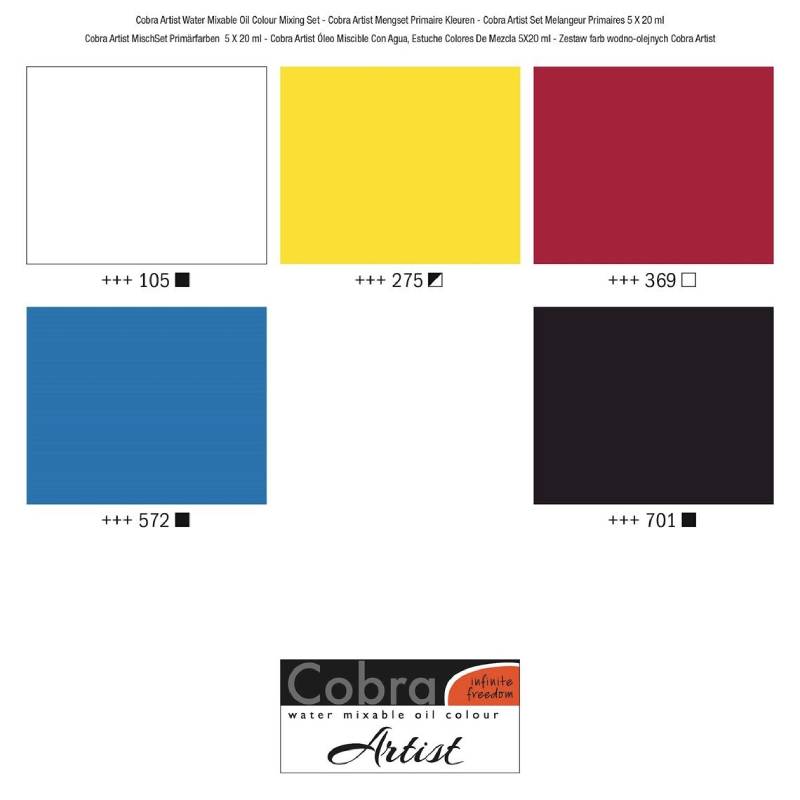 Cobra Artist Water Mixable Oil Colour Mixing Set - Cobra Artist Mengset Primaire Kleuren - Cobra Artist Set Melangeur Primaires 5 X 20 ml
Cobra Artist MischSet Primärfarben 5 X 20 ml - Cobra Artist Óleo Miscible Con Agua, Estuche Colores De Mezcla 5X20 ml - Zestaw farb wodno-olejnych Cobra Artist
+++ 105
+++ 275
+++ 369
+++ 572
+++ 701
Cobra
infinite
freedom
water mixable oil colour
Artist